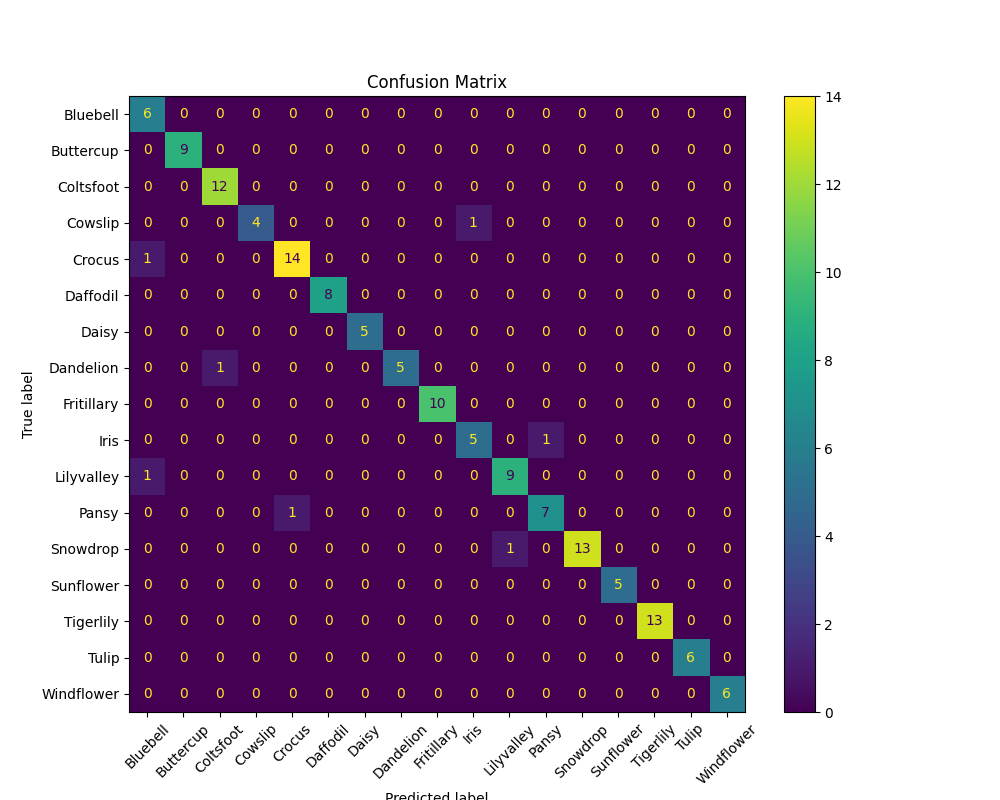 Confusion Matrix
Bluebell 6 0 0 0 0 0 0 0 0 0 0 0 0 0 0 0 0
Buttercup 0 9 0 0 0 0 0 0 0 0 0 0 0 0 0 0 0
Coltsfoot 0 0 12 0 0 0 0 0 0 0 0 0 0 0 0 0 0
Cowslip 0 0 0 4 0 0 0 0 0 1 0 0 0 0 0 0 0
Crocus 1 0 0 0 14 0 0 0 0 0 0 0 0 0 0 0 0
Daffodil 0 0 0 0 0 8 0 0 0 0 0 0 0 0 0 0 0
Daisy 0 0 0 0 0 0 5 0 0 0 0 0 0 0 0 0 0
Dandelion 0 0 1 0 0 0 0 5 0 0 0 0 0 0 0 0 0
Fritillary 0 0 0 0 0 0 0 0 10 0 0 0 0 0 0 0 0
Iris 0 0 0 0 0 0 0 0 0 5 0 1 0 0 0 0 0
Lilyvalley 1 0 0 0 0 0 0 0 0 0 9 0 0 0 0 0 0
Pansy 0 0 0 0 1 0 0 0 0 0 0 7 0 0 0 0 0
Snowdrop 0 0 0 0 0 0 0 0 0 0 1 0 13 0 0 0 0
Sunflower 0 0 0 0 0 0 0 0 0 0 0 0 0 5 0 0 0
Tigerlily 0 0 0 0 0 0 0 0 0 0 0 0 0 0 13 0 0
Tulip 0 0 0 0 0 0 0 0 0 0 0 0 0 0 0 6 0
Windflower 0 0 0 0 0 0 0 0 0 0 0 0 0 0 0 0 6
True label
Bluebell Buttercup Coltsfoot Cowslip Crocus Daffodil Daisy Dandelion Fritillary Iris Lilyvalley Pansy Snowdrop Sunflower Tigerlily Tulip Windflower
Predicted label
14
12
10
8
6
4
2
0